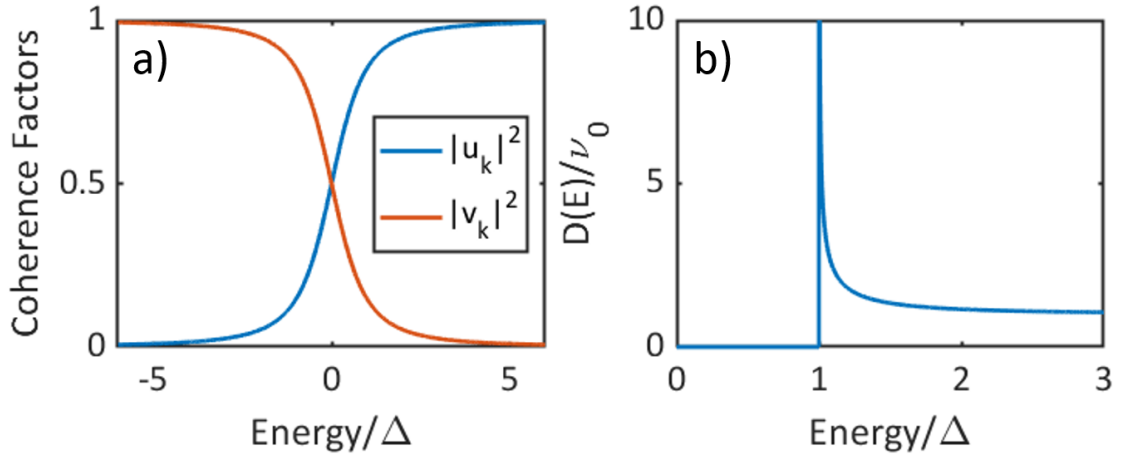 a)
Coherence Factors
1
0.5
0
-5
0
5
Energy/Δ
|u_k|^2
|v_k|^2
b)
D(E)/ν_0
10
5
0
0
1
2
3
Energy/Δ